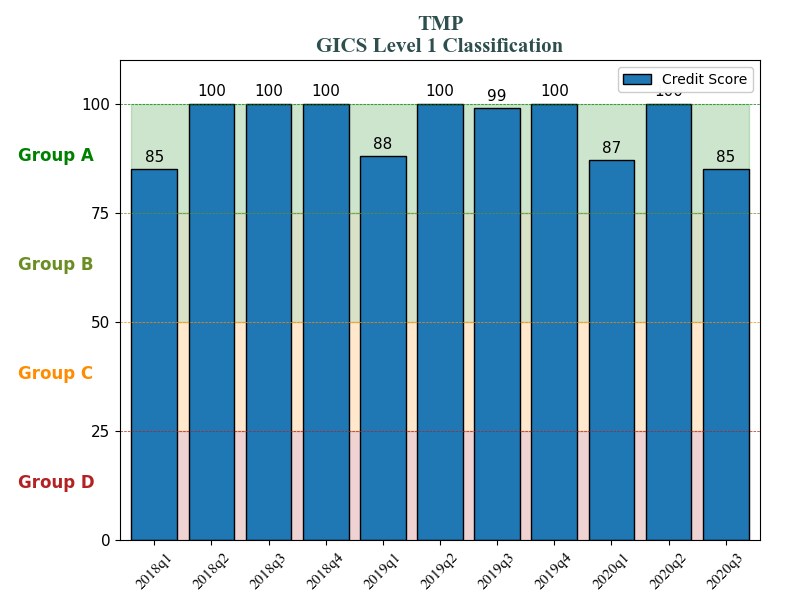 TMP
GICS Level 1 Classification
Credit Score
100 100 100 100 99 100
88 87
85 85
100
Group A
75
Group B
50
Group C
25
Group D
0
2018q1 2018q2 2018q3 2018q4 2019q1 2019q2 2019q3 2019q4 2020q1 2020q2 2020q3